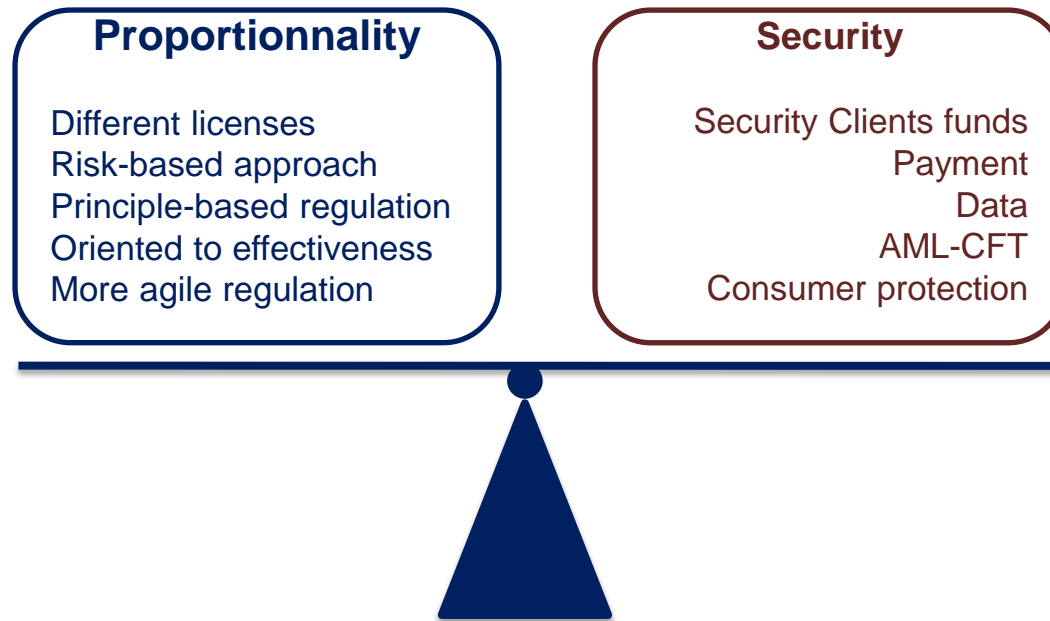 Proportionnality
Different licenses
Risk-based approach
Principle-based regulation
Oriented to effectiveness
More agile regulation
Security
Security Clients funds
Payment
Data
AML-CFT
Consumer protection